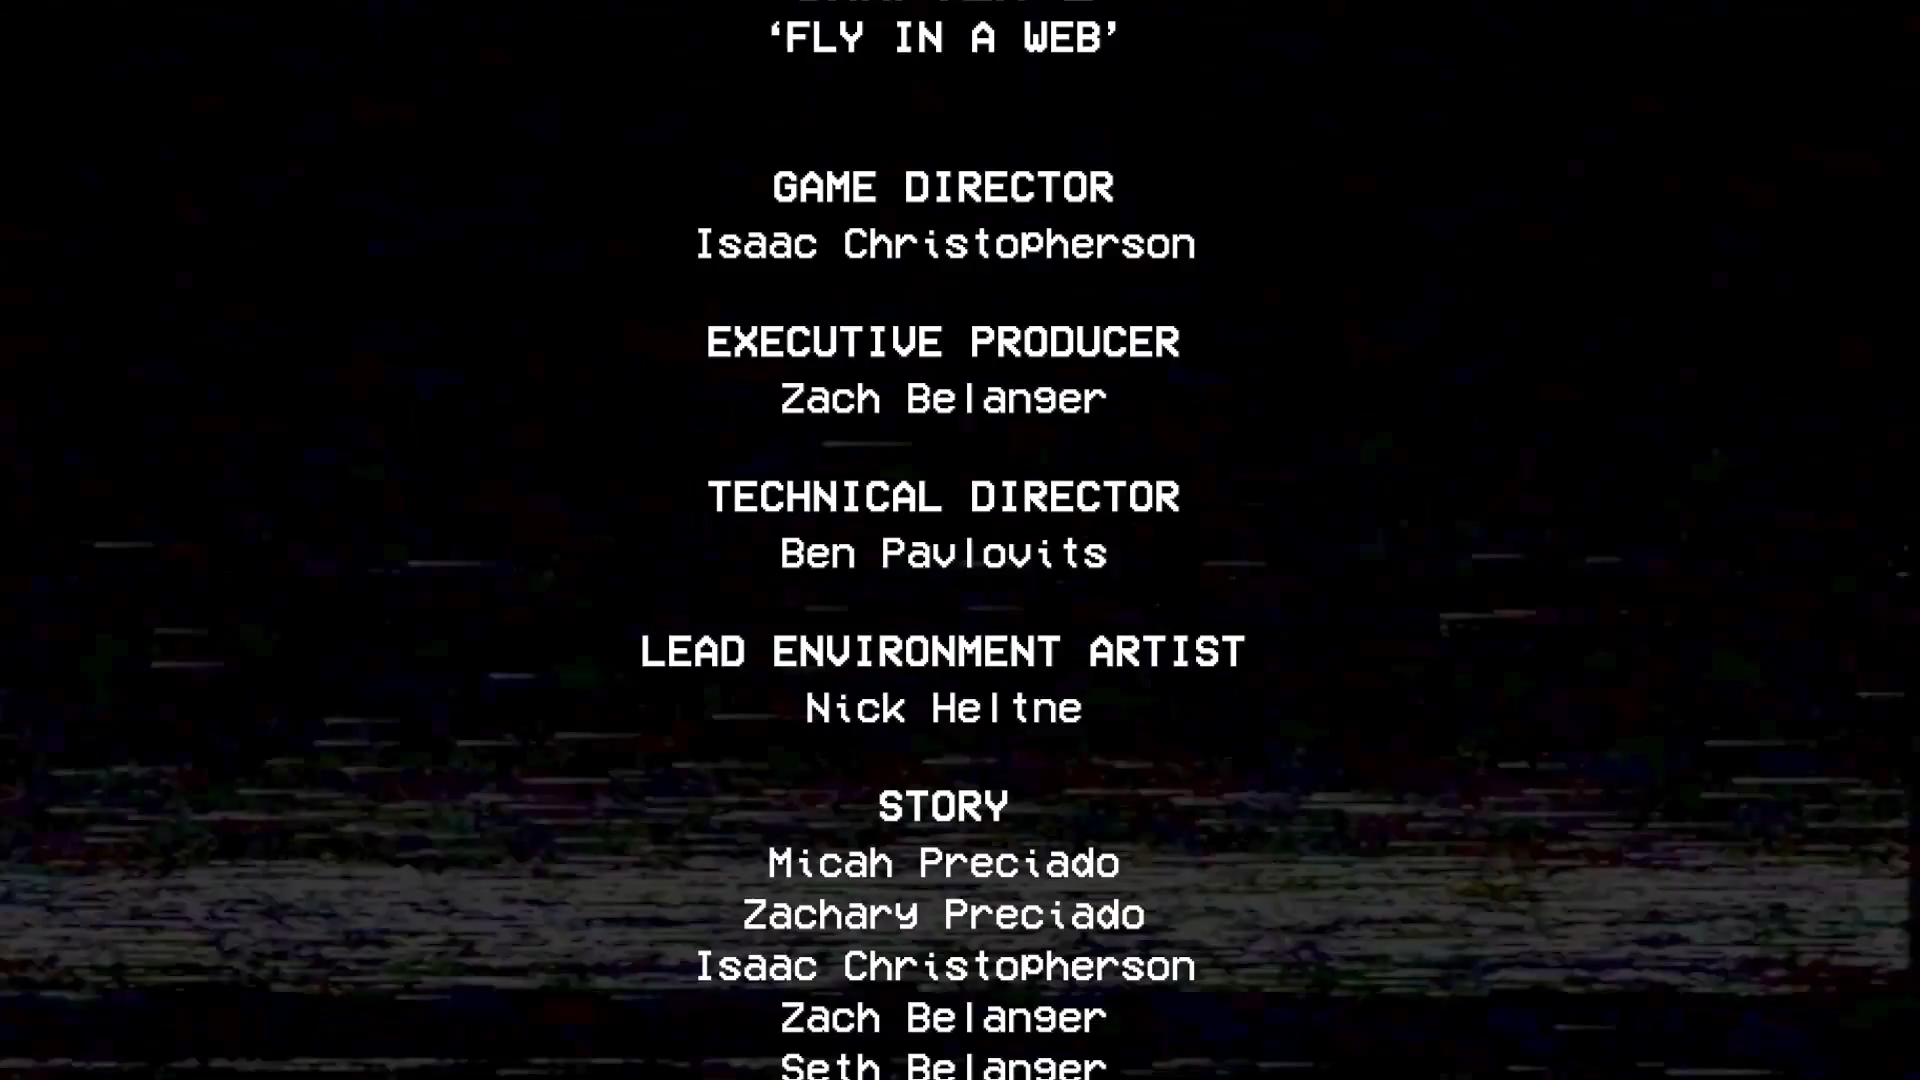 ‘FLY IN A WEB’
GAME DIRECTOR
Isaac Christopherson
EXECUTIVE PRODUCER
Zach Belanger
TECHNICAL DIRECTOR
Ben Pavlovits
LEAD ENVIRONMENT ARTIST
Nick Heltne
STORY
Micah Preciado
Zachary Preciado
Isaac Christopherson
Zach Belanger
Seth Belanger